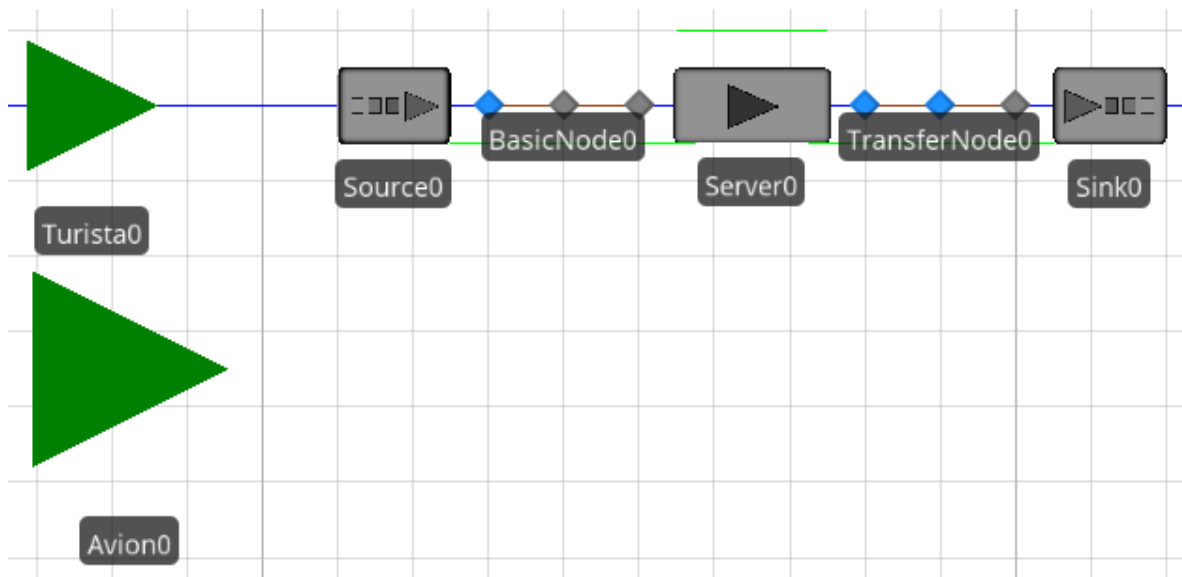 BasicNode0
TransferNode0
Source0
Server0
Sink0
Turista0
Avion0